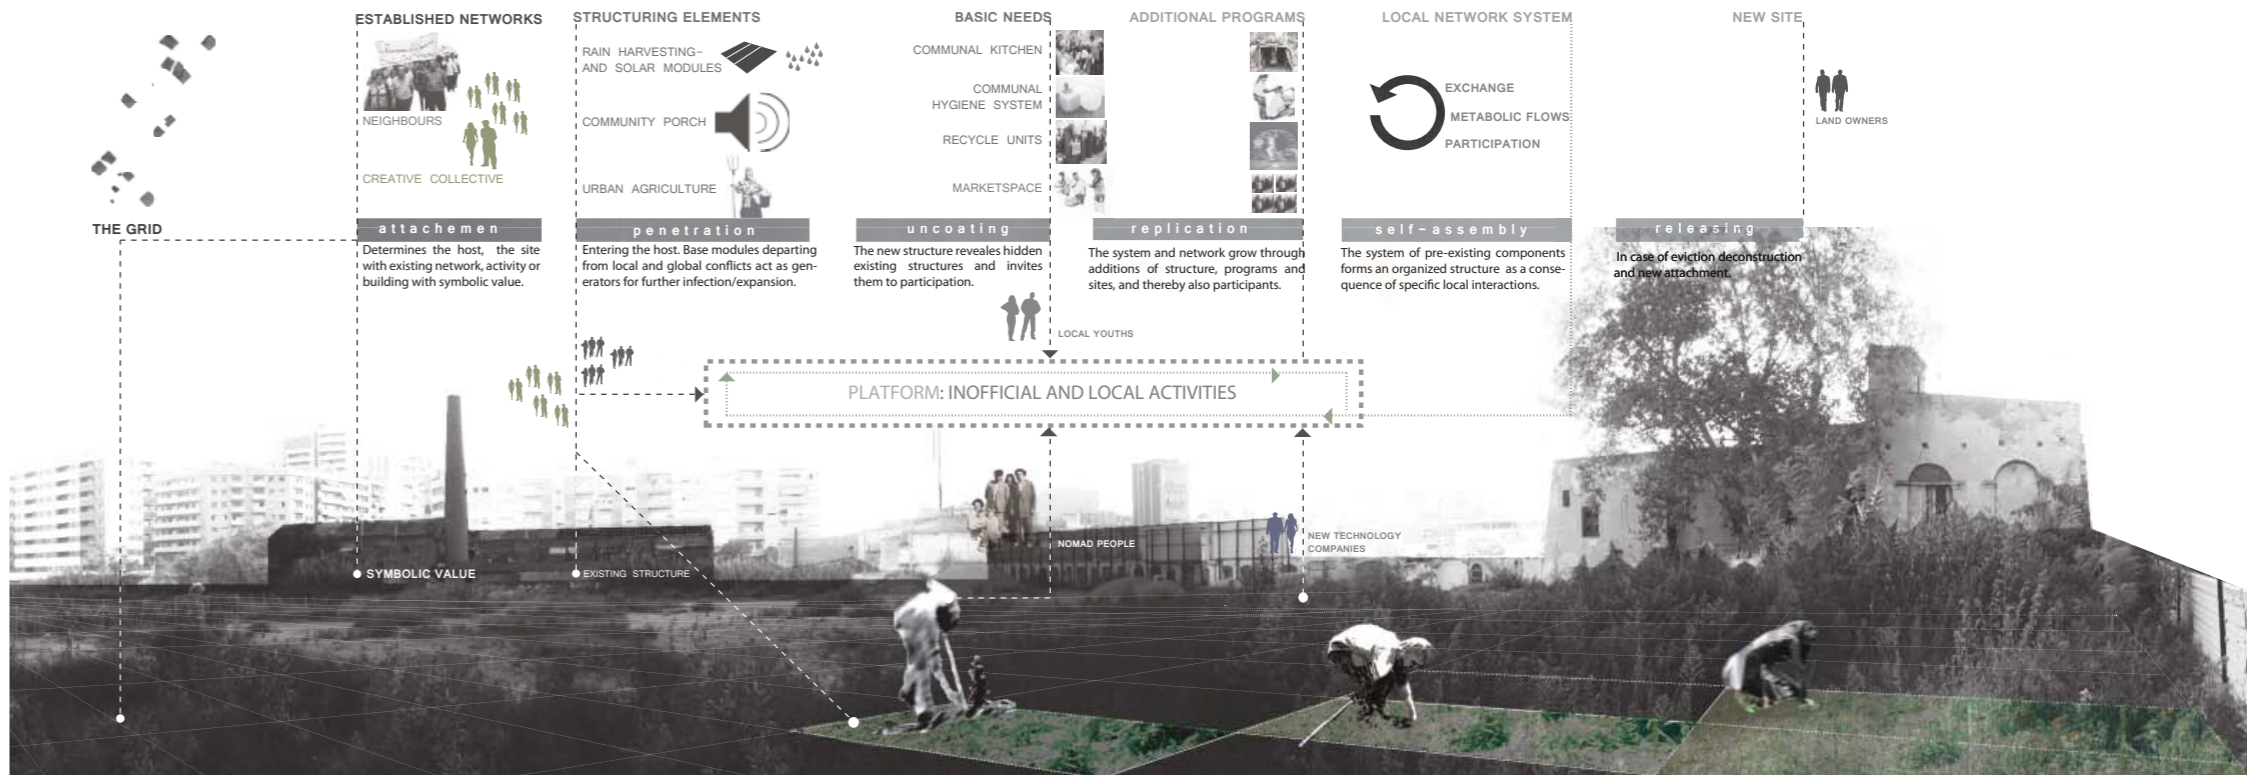 ESTABLISHED NETWORKS
NEIGHBOURS
CREATIVE COLLECTIVE
THE GRID
attachemen
Determines the host, the site
with existing network, activity or
building with symbolic value.
STRUCTURING ELEMENTS
RAIN HARVESTING-
AND SOLAR MODULES
COMMUNITY PORCH
URBAN AGRICULTURE
penetration
Entering the host. Base modules departing
from local and global conflicts act as gen-
erators for further infection/expansion.
BASIC NEEDS
COMMUNAL KITCHEN
COMMUNAL
HYGIENE SYSTEM
RECYCLE UNITS
MARKETSPACE
uncoating
The new structure reveals hidden
existing structures and invites
them to participation.
LOCAL YOUTHS
ADDITIONAL PROGRAMS
replication
The system and network grow through
additions of structure, programs and
sites, and thereby also participants.
LOCAL NETWORK SYSTEM
EXCHANGE
METABOLIC FLOWS
PARTICIPATION
self-assembly
The system of pre-existing components
forms an organized structure as a conse-
quence of specific local interactions.
NEW SITE
LAND OWNERS
releasing
In case of eviction deconstruction
and new attachment.
PLATFORM: INOFFICIAL AND LOCAL ACTIVITIES
SYMBOLIC VALUE
EXISTING STRUCTURE
NOMAD PEOPLE
NEW TECHNOLOGY
COMPANIES